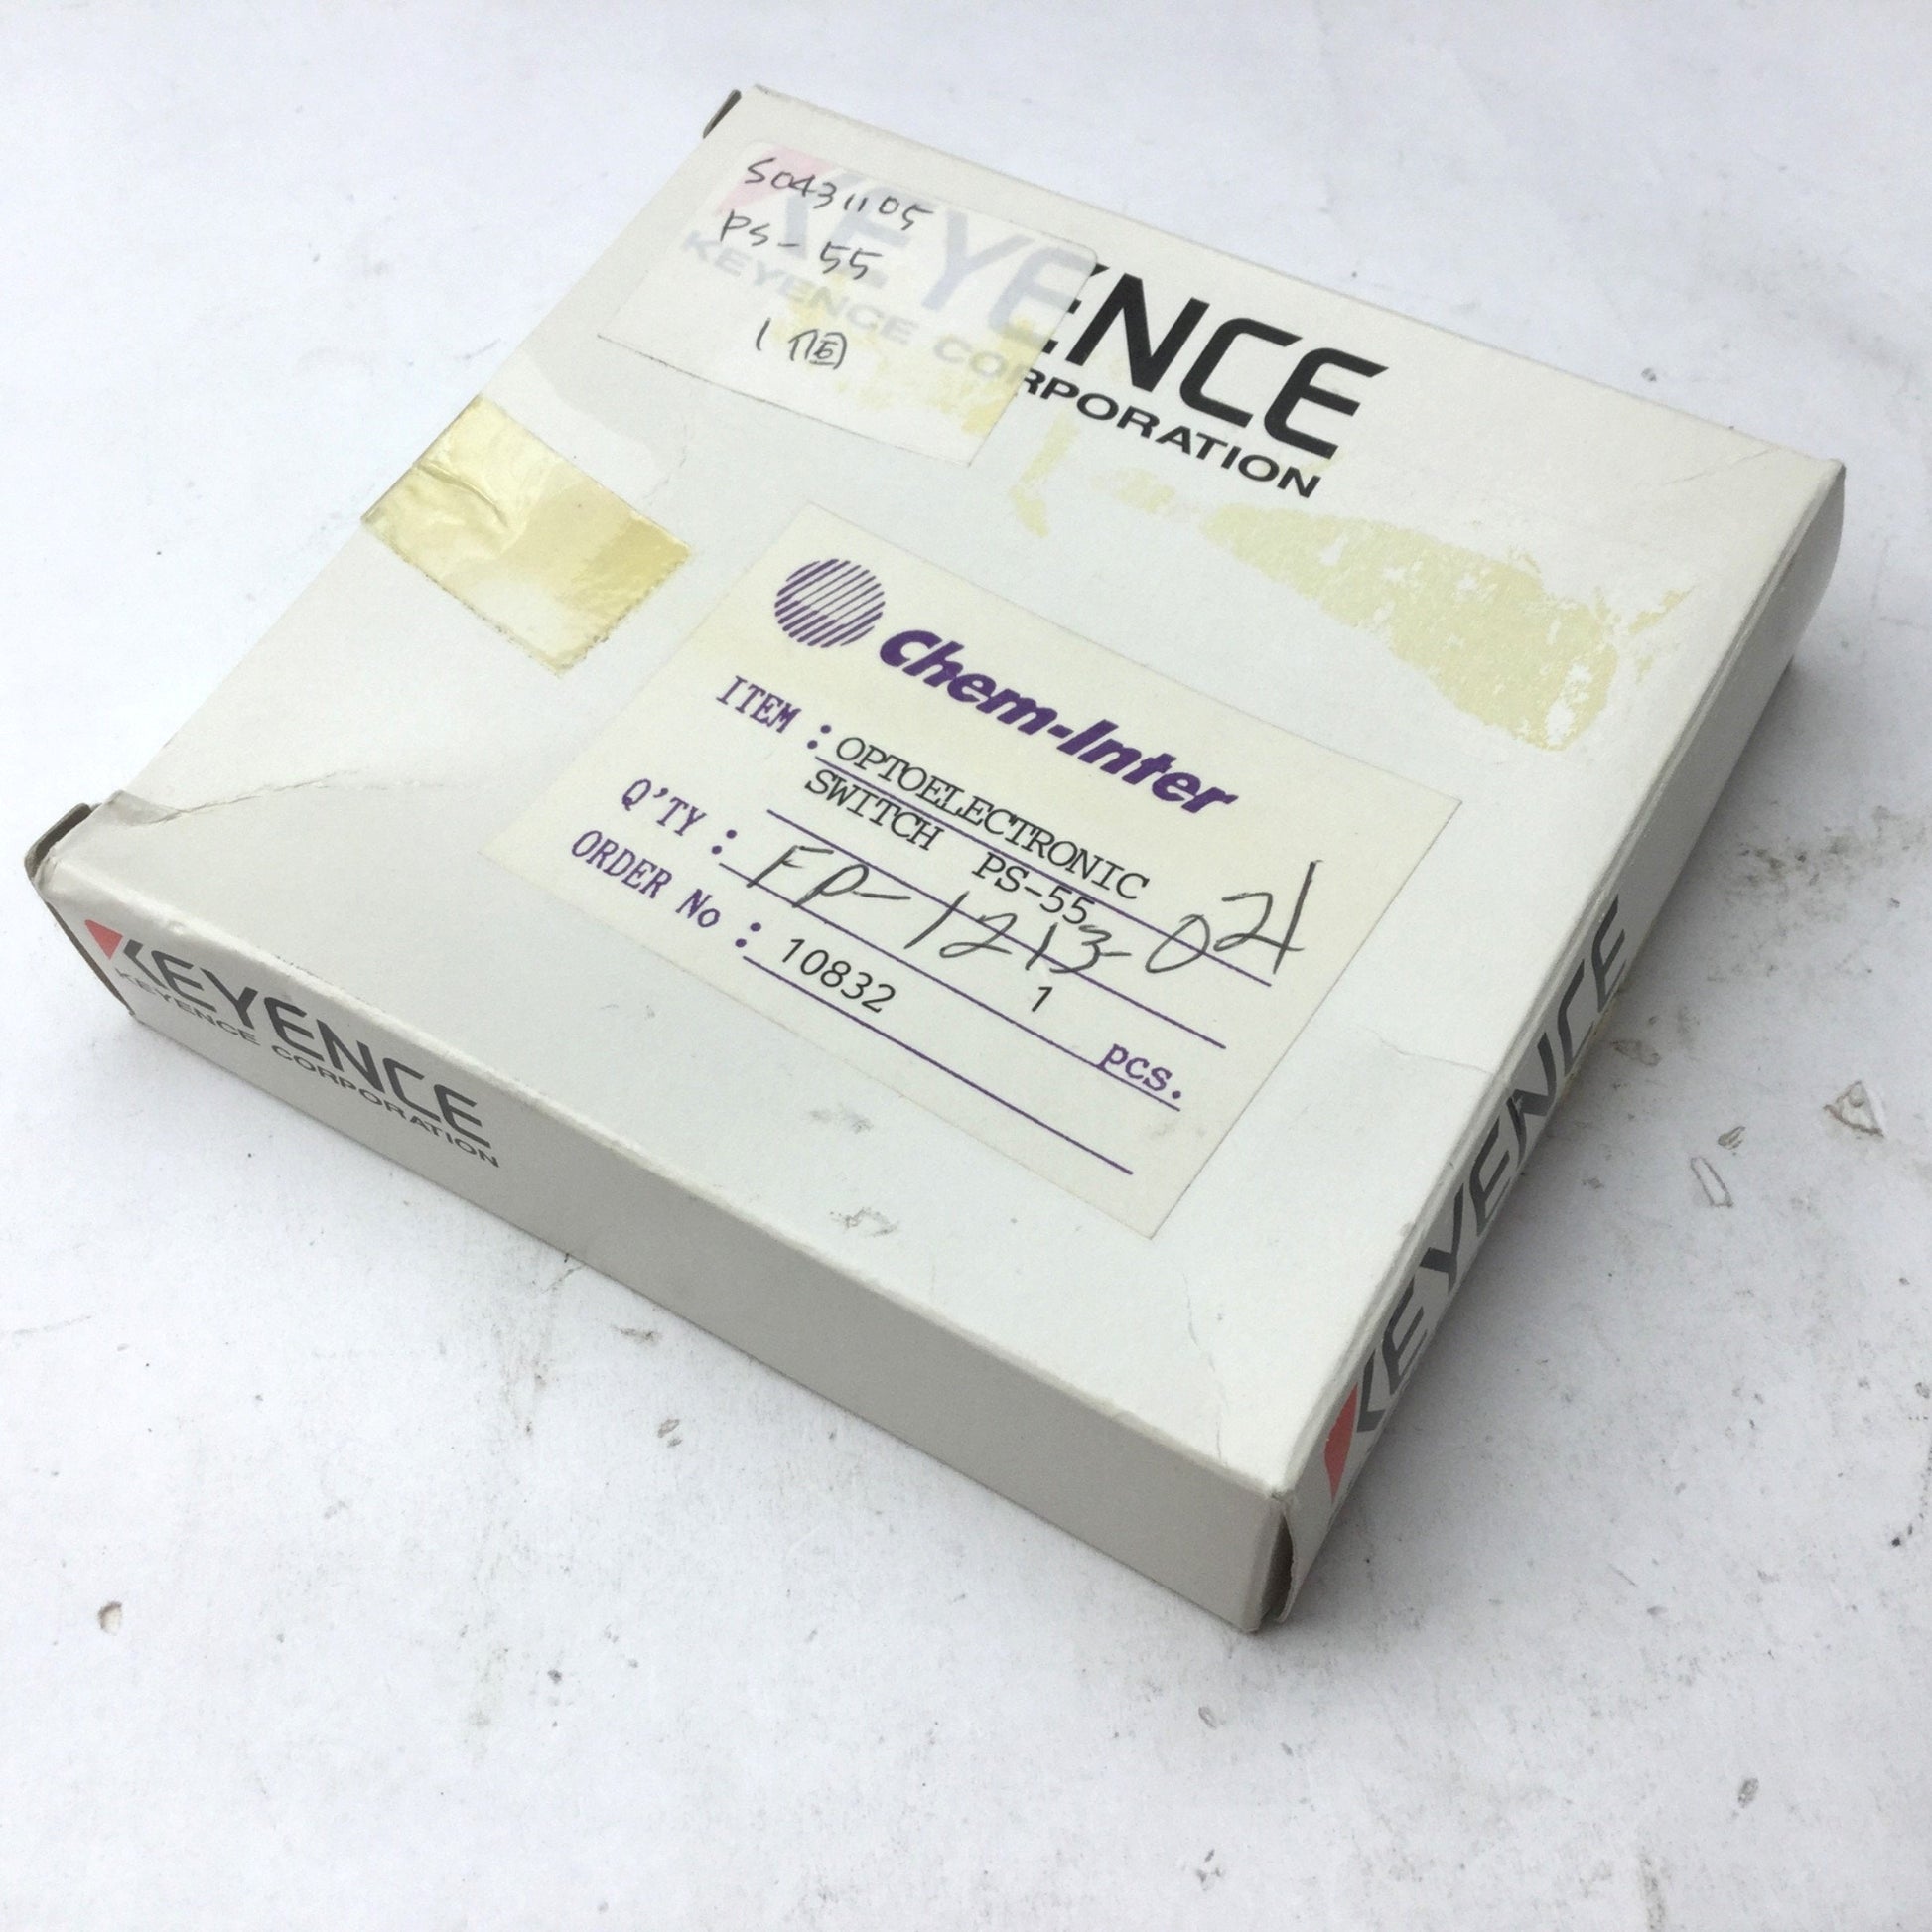 KEYENCE
KEYENCE CORPORATION
S0431105
PS-55
1個
Chem-Inter
ITEM : OPTOELECTRONIC
SWITCH PS-55
FP-1213-021
Q'TY : 1 pcs.
ORDER No : 10832
KEYENCE
KEYENCE CORPORATION
KEYENCE